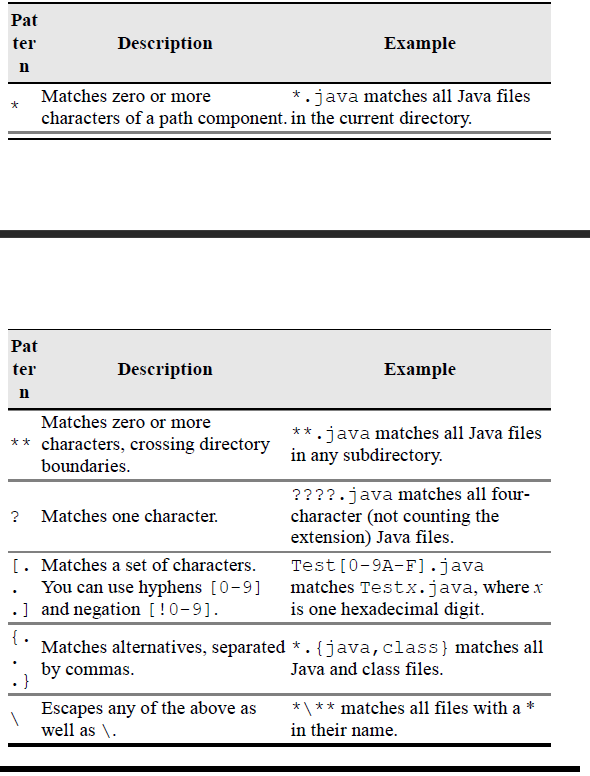 Pat
ter
n
Description
Example
*
Matches zero or more
characters of a path component.
*.java matches all Java files
in the current directory.
Pat
ter
n
Description
Example
**
Matches zero or more
characters, crossing directory
boundaries.
**.java matches all Java files
in any subdirectory.
?
Matches one character.
????.java matches all four-
character (not counting the
extension) Java files.
[.
.
.]
Matches a set of characters.
You can use hyphens [0-9]
and negation [!0-9].
Test[0-9A-F].java
matches Testx.java, where x
is one hexadecimal digit.
{.
.
.}
Matches alternatives, separated
by commas.
*.{java,class} matches all
Java and class files.
\
Escapes any of the above as
well as \.
*\** matches all files with a *
in their name.